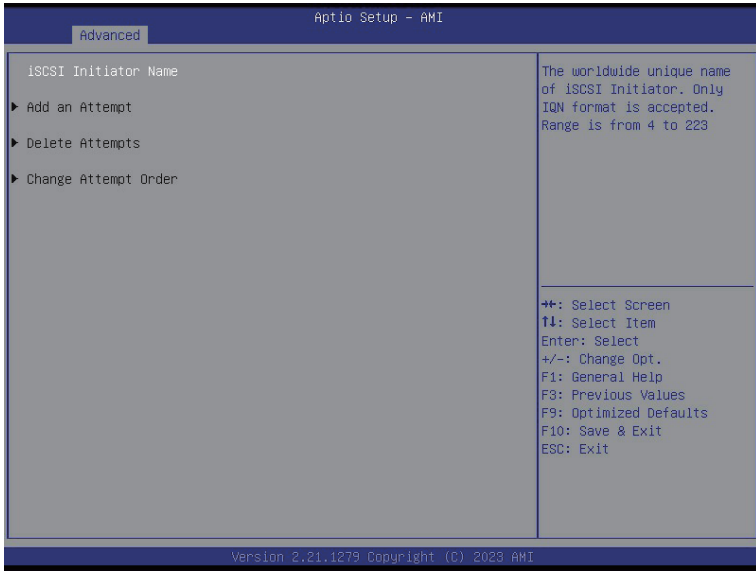 Aptio Setup – AMI
Advanced
iSCSI Initiator Name
▶ Add an Attempt
▶ Delete Attempts
▶ Change Attempt Order
The worldwide unique name
of iSCSI Initiator. Only
IQN format is accepted.
Range is from 4 to 223
→←: Select Screen
↑↓: Select Item
Enter: Select
+/-: Change Opt.
F1: General Help
F3: Previous Values
F9: Optimized Defaults
F10: Save & Exit
ESC: Exit
Version 2.21.1279 Copyright (C) 2023 AMI